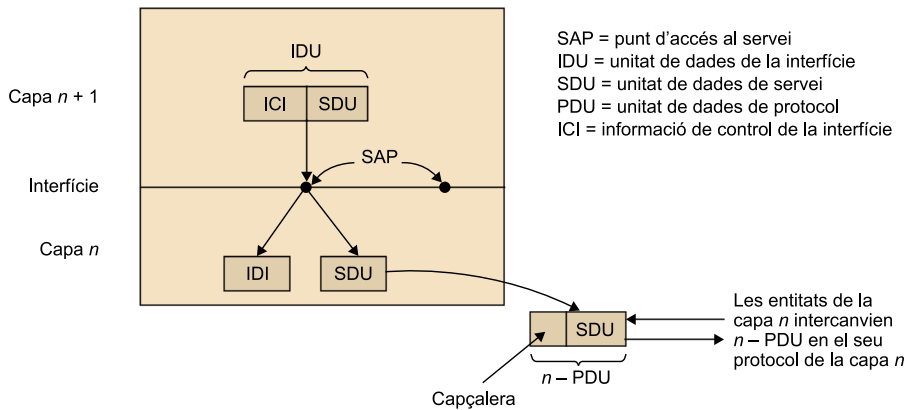 IDU
SAP = punt d'accés al servei
IDU = unitat de dades de la interfície
SDU = unitat de dades de servei
PDU = unitat de dades de protocol
ICI = informació de control de la interfície
Capa n + 1
ICI
SDU
SAP
Interfície
Capa n
IDI
SDU
SDU
Les entitats de la
capa n intercanvien
n – PDU en el seu
protocol de la capa n
n – PDU
Capçalera